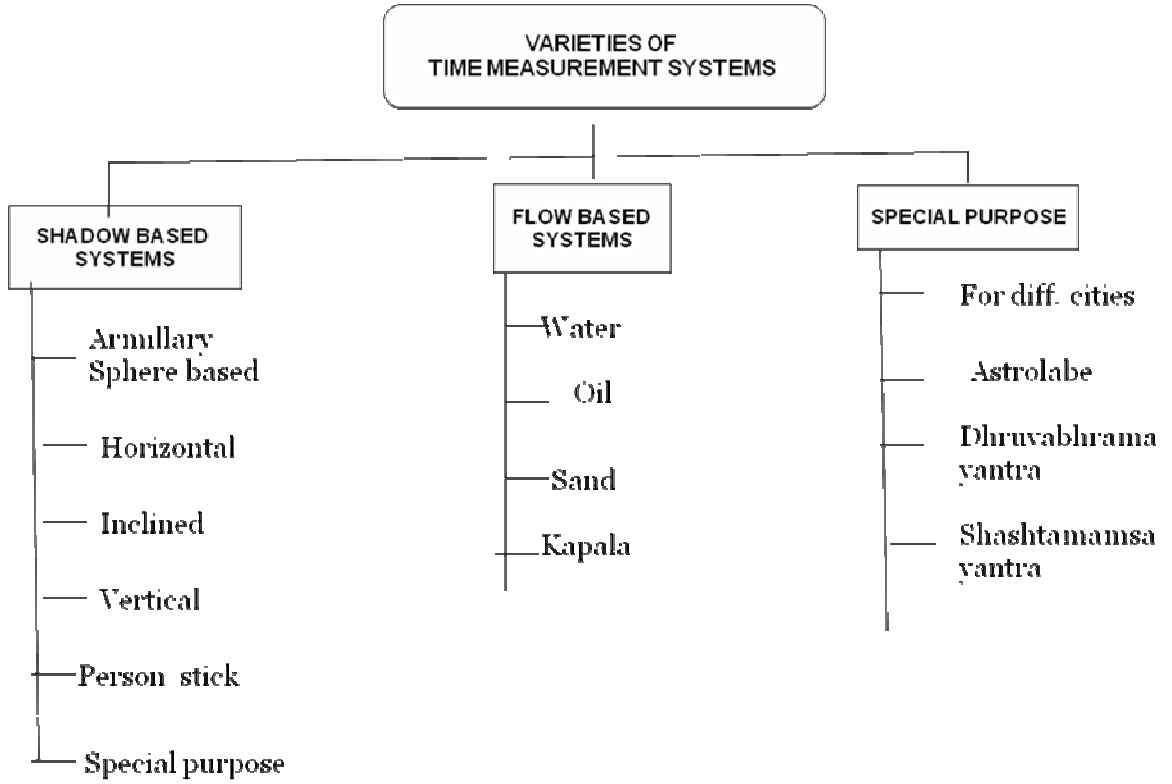 VARIETIES OF
TIME MEASUREMENT SYSTEMS
SHADOW BASED
SYSTEMS
Armillary
Sphere based
Horizontal
Inclined
Vertical
Person stick
Special purpose
FLOW BASED
SYSTEMS
Water
Oil
Sand
Kapala
SPECIAL PURPOSE
For diff. cities
Astrolabe
Dhruvabhrama
yantra
Shashtamamsa
yantra